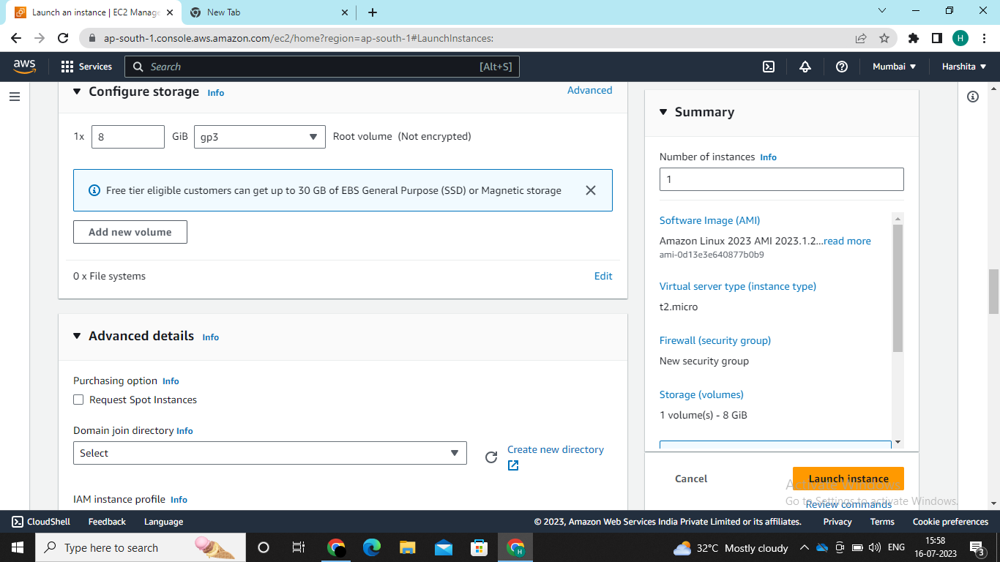 Launch an instance | EC2 Manage
New Tab
ap-south-1.console.aws.amazon.com/ec2/home?region=ap-south-1#LaunchInstances:
H
aws
Services
Search
[Alt+S]
Mumbai
Harshita
Configure storage Info
Advanced
1x 8 GiB gp3 Root volume (Not encrypted)
Free tier eligible customers can get up to 30 GB of EBS General Purpose (SSD) or Magnetic storage
Add new volume
0 x File systems
Edit
Advanced details Info
Purchasing option Info
Request Spot Instances
Domain join directory Info
Select
Create new directory
IAM instance profile Info
Summary
Number of instances Info
1
Software Image (AMI)
Amazon Linux 2023 AMI 2023.1.2...read more
ami-0d13e3e640877b0b9
Virtual server type (instance type)
t2.micro
Firewall (security group)
New security group
Storage (volumes)
1 volume(s) - 8 GiB
Cancel
Launch instance
Review commands
Activate Windows
Go to Settings to activate Windows.
CloudShell
Feedback
Language
© 2023, Amazon Web Services India Private Limited or its affiliates.
Privacy
Terms
Cookie preferences
Type here to search
H
32°C Mostly cloudy
ENG
15:58
16-07-2023
3